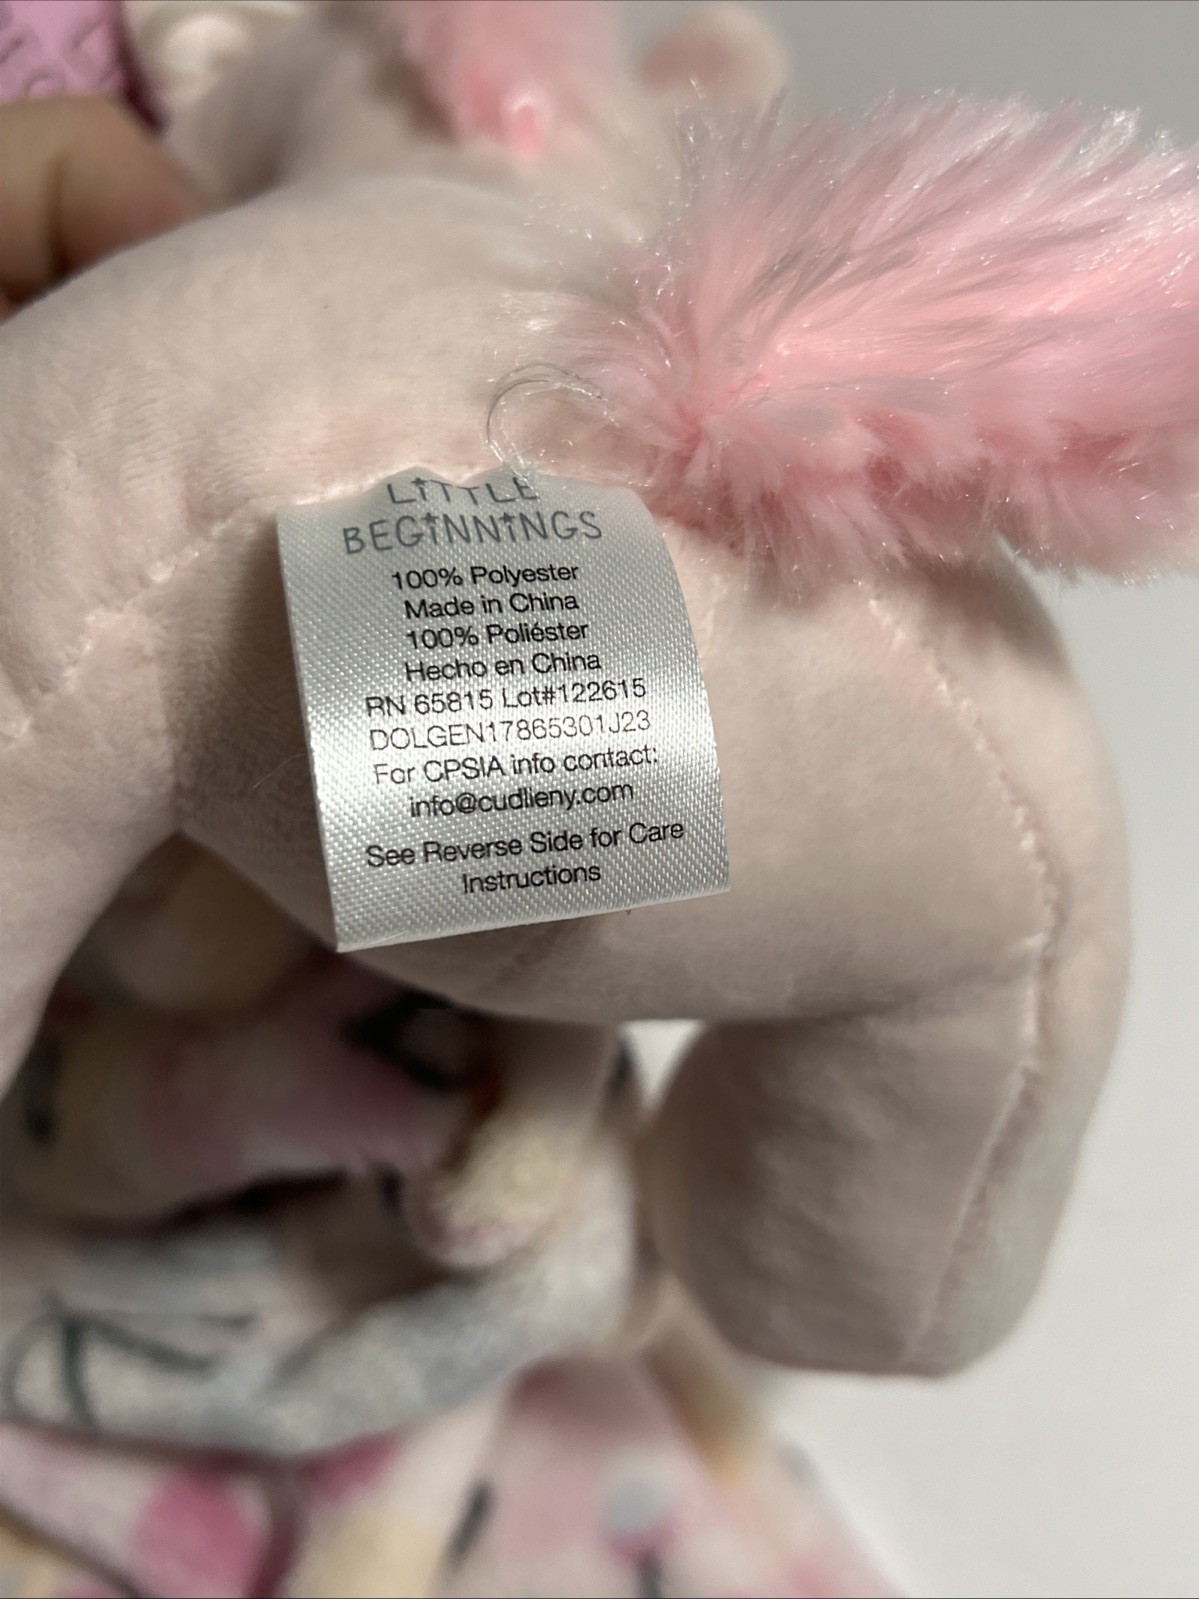 LiTTLE
BEGiNNiNGS
100% Polyester
Made in China
100% Poliéster
Hecho en China
RN 65815 Lot#122615
DOLGEN17865301J23
For CPSIA info contact:
info@cudlieny.com
See Reverse Side for Care
Instructions